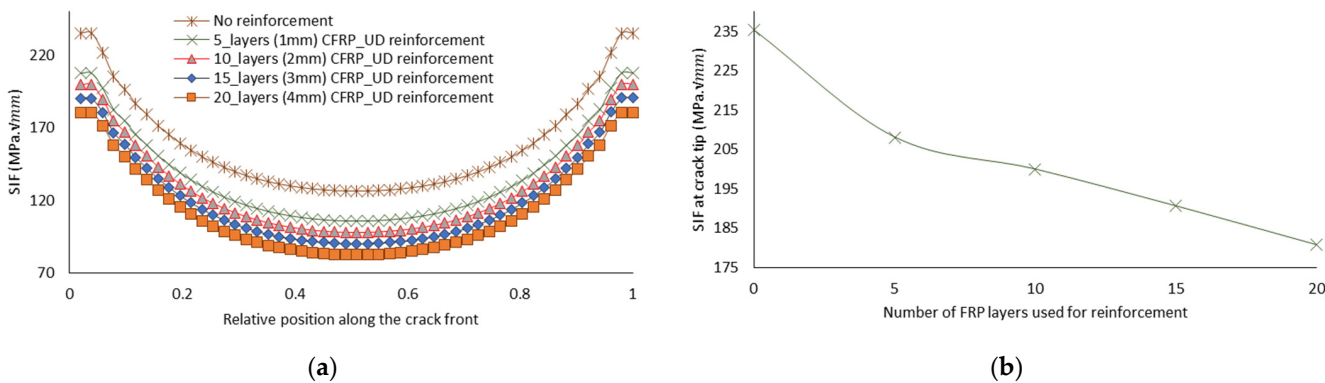 No reinforcement
5_layers (1mm) CFRP_UD reinforcement
10_layers (2mm) CFRP_UD reinforcement
15_layers (3mm) CFRP_UD reinforcement
20_layers (4mm) CFRP_UD reinforcement
SIF (MPa.√mm)
220
170
120
70
0
0.2
0.4
0.6
0.8
1
Relative position along the crack front
(a)
SIF at crack tip (MPa.√mm)
235
225
215
205
195
185
175
0
5
10
15
20
Number of FRP layers used for reinforcement
(b)